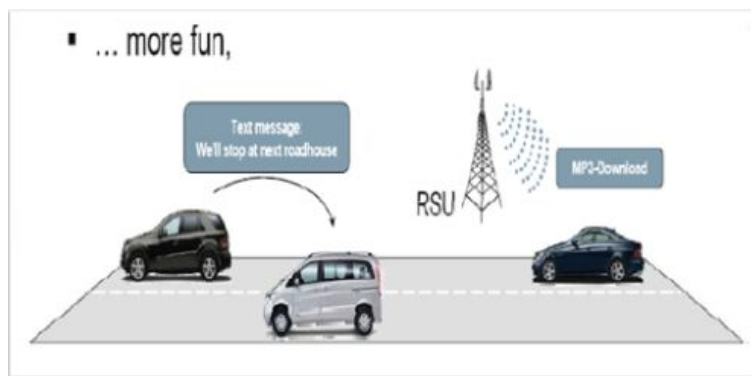 … more fun,
Text message:
We'll stop at next roadhouse
RSU
MP3-Download